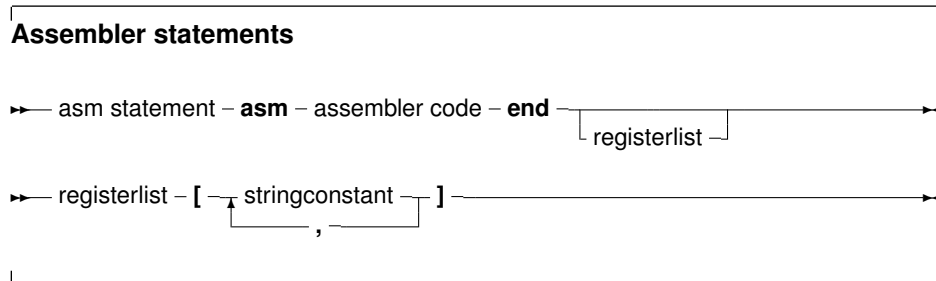 Assembler statements
asm statement – asm – assembler code – end
registerlist
registerlist – [ stringconstant ]
,